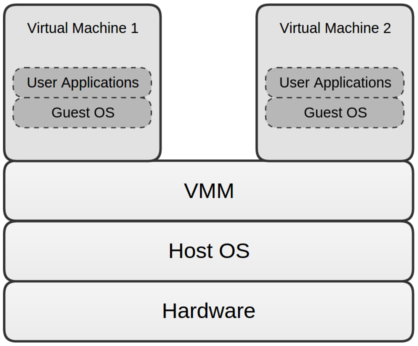 Virtual Machine 1
User Applications
Guest OS
Virtual Machine 2
User Applications
Guest OS
VMM
Host OS
Hardware